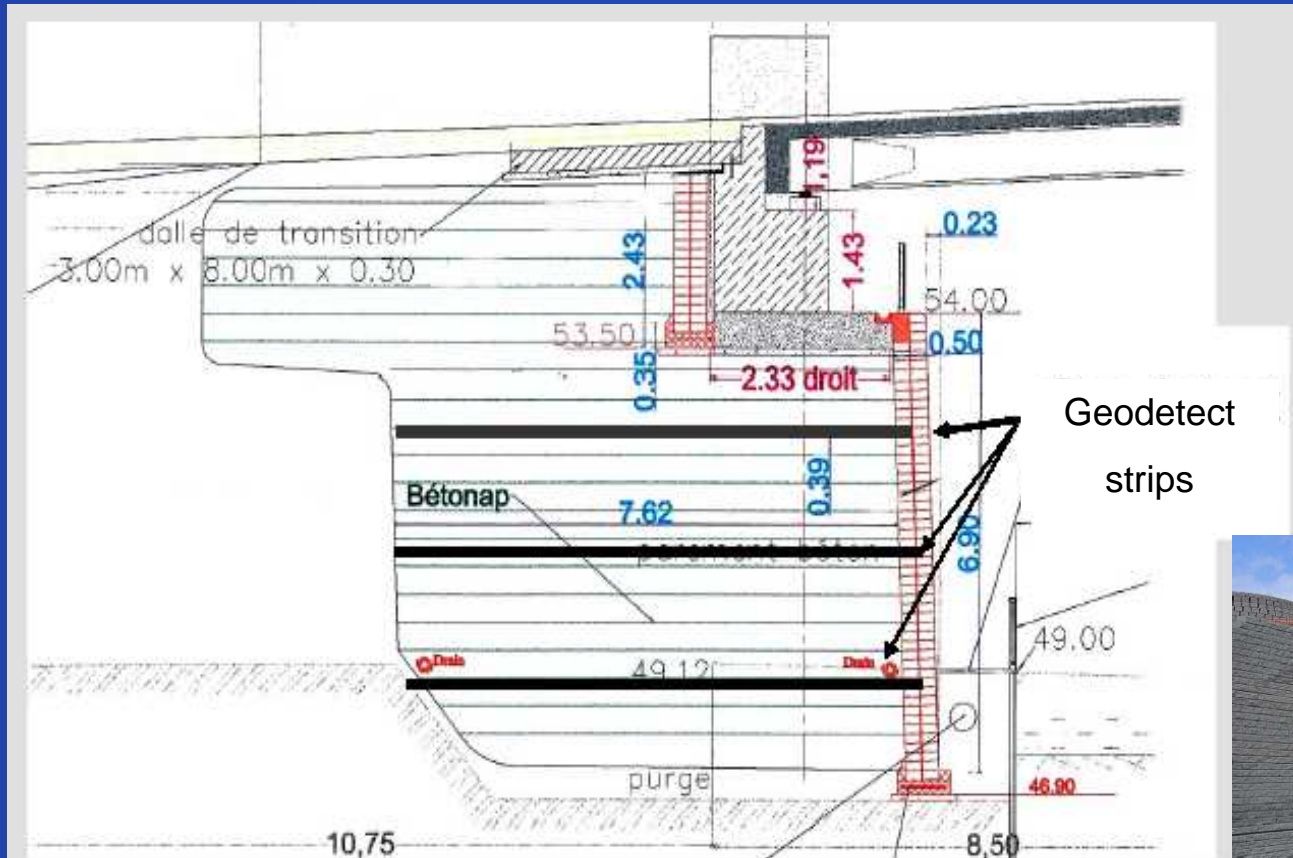 1,19
dalle de transition
3.00m x 8.00m x 0.30
2.43
1.43
0.23
54.00
53.50
0.50
0.35
2.33 droit
Geodetect
strips
0.39
Bétonap
7.62
parement béton
6.90
Drain
Drain
49.12
49.00
purge
46.90
10,75
8,50